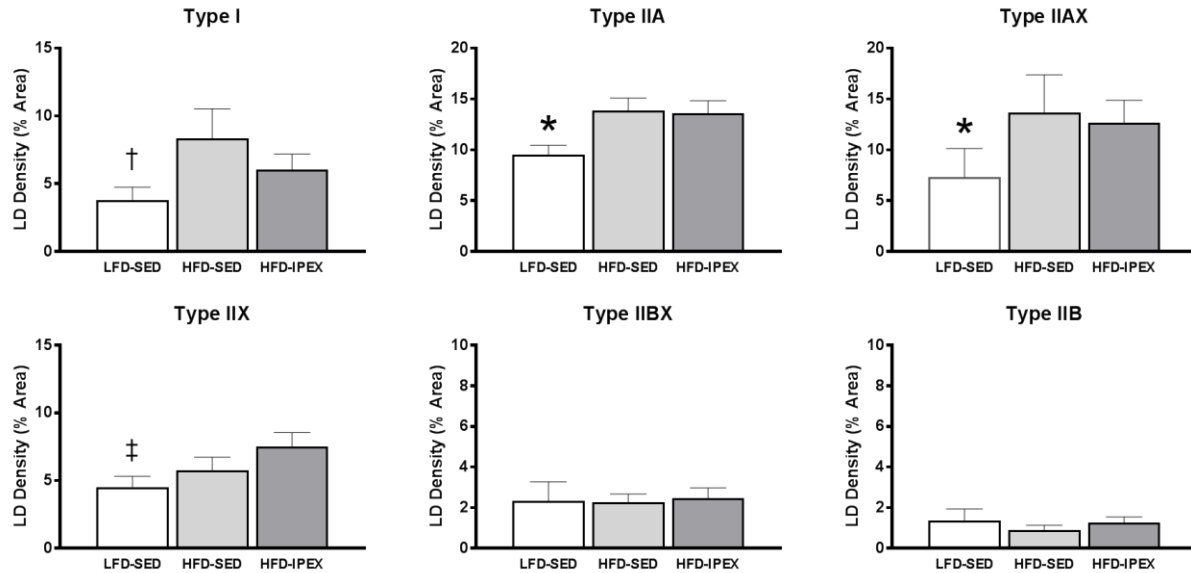 Type I
LD Density (% Area)
15
10
5
0
†
LFD-SED HFD-SED HFD-IPEX
Type IIA
LD Density (% Area)
20
15
10
5
0
*
LFD-SED HFD-SED HFD-IPEX
Type IIAX
LD Density (% Area)
20
15
10
5
0
*
LFD-SED HFD-SED HFD-IPEX
Type IIX
LD Density (% Area)
15
10
5
0
‡
LFD-SED HFD-SED HFD-IPEX
Type IIBX
LD Density (% Area)
10
8
6
4
2
0
LFD-SED HFD-SED HFD-IPEX
Type IIB
LD Density (% Area)
10
8
6
4
2
0
LFD-SED HFD-SED HFD-IPEX